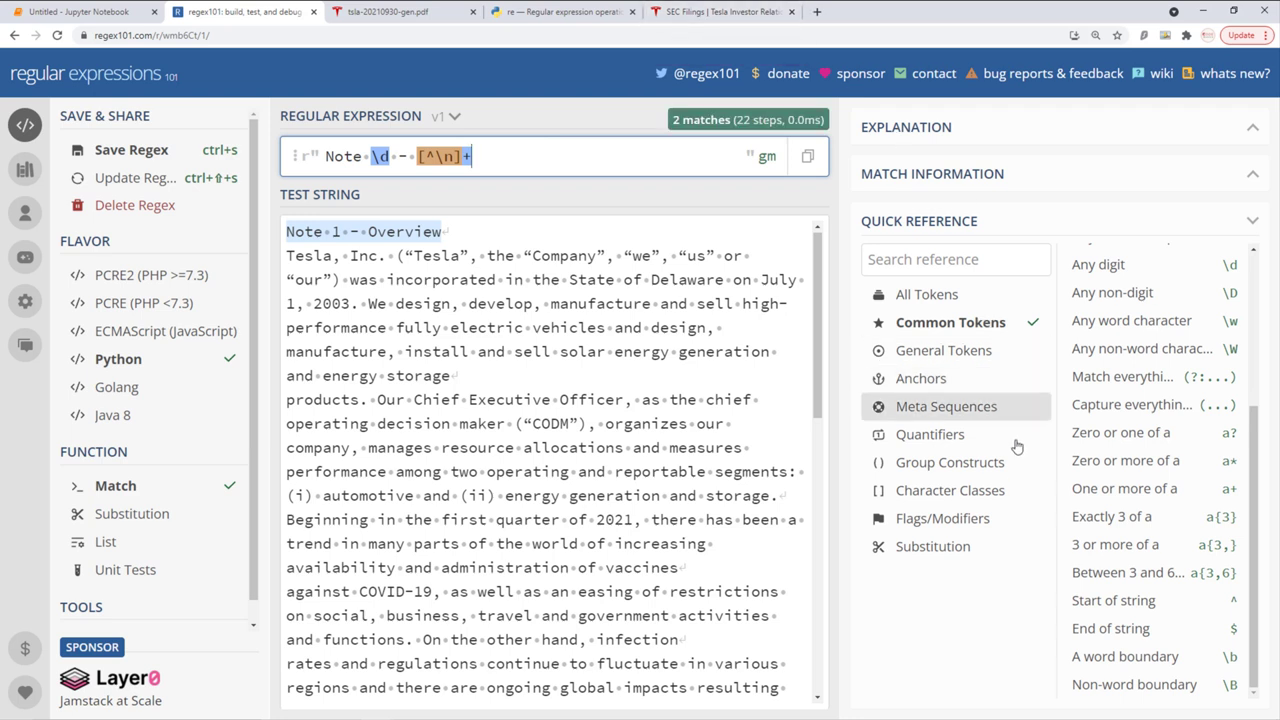 Untitled - Jupyter Notebook
regex101: build, test, and debug
tsla-20210930-gen.pdf
re — Regular expression operatio
SEC Filings | Tesla Investor Relati
regex101.com/r/wmb6Ct/1/
Update
regular expressions 101
@regex101
donate
sponsor
contact
bug reports & feedback
wiki
whats new?
SAVE & SHARE
Save Regex ctrl+s
Update Reg... ctrl+⇧+s
Delete Regex
FLAVOR
PCRE2 (PHP >=7.3)
PCRE (PHP <7.3)
ECMAScript (JavaScript)
Python
Golang
Java 8
FUNCTION
Match
Substitution
List
Unit Tests
TOOLS
SPONSOR
Layer0
Jamstack at Scale
REGULAR EXPRESSION v1
2 matches (22 steps, 0.0ms)
r" Note \d - [^\n]+ " gm
TEST STRING
Note 1 - Overview
Tesla, Inc. (“Tesla”, the “Company”, “we”, “us” or
“our”) was incorporated in the State of Delaware on July
1, 2003. We design, develop, manufacture and sell high-
performance fully electric vehicles and design,
manufacture, install and sell solar energy generation
and energy storage
products. Our Chief Executive Officer, as the chief
operating decision maker (“CODM”), organizes our
company, manages resource allocations and measures
performance among two operating and reportable segments:
(i) automotive and (ii) energy generation and storage.
Beginning in the first quarter of 2021, there has been a
trend in many parts of the world of increasing
availability and administration of vaccines
against COVID-19, as well as an easing of restrictions
on social, business, travel and government activities
and functions. On the other hand, infection
rates and regulations continue to fluctuate in various
regions and there are ongoing global impacts resulting
EXPLANATION
MATCH INFORMATION
QUICK REFERENCE
Search reference
All Tokens
Common Tokens
General Tokens
Anchors
Meta Sequences
Quantifiers
Group Constructs
Character Classes
Flags/Modifiers
Substitution
Any digit \d
Any non-digit \D
Any word character \w
Any non-word charac... \W
Match everythi... (?:...)
Capture everythin... (...)
Zero or one of a a?
Zero or more of a a*
One or more of a a+
Exactly 3 of a a{3}
3 or more of a a{3,}
Between 3 and 6... a{3,6}
Start of string ^
End of string $
A word boundary \b
Non-word boundary \B